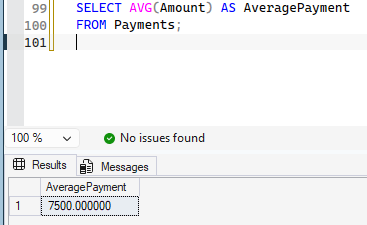 99 SELECT AVG(Amount) AS AveragePayment
100 FROM Payments;
101
100 % No issues found
Results Messages
AveragePayment
1 7500.000000